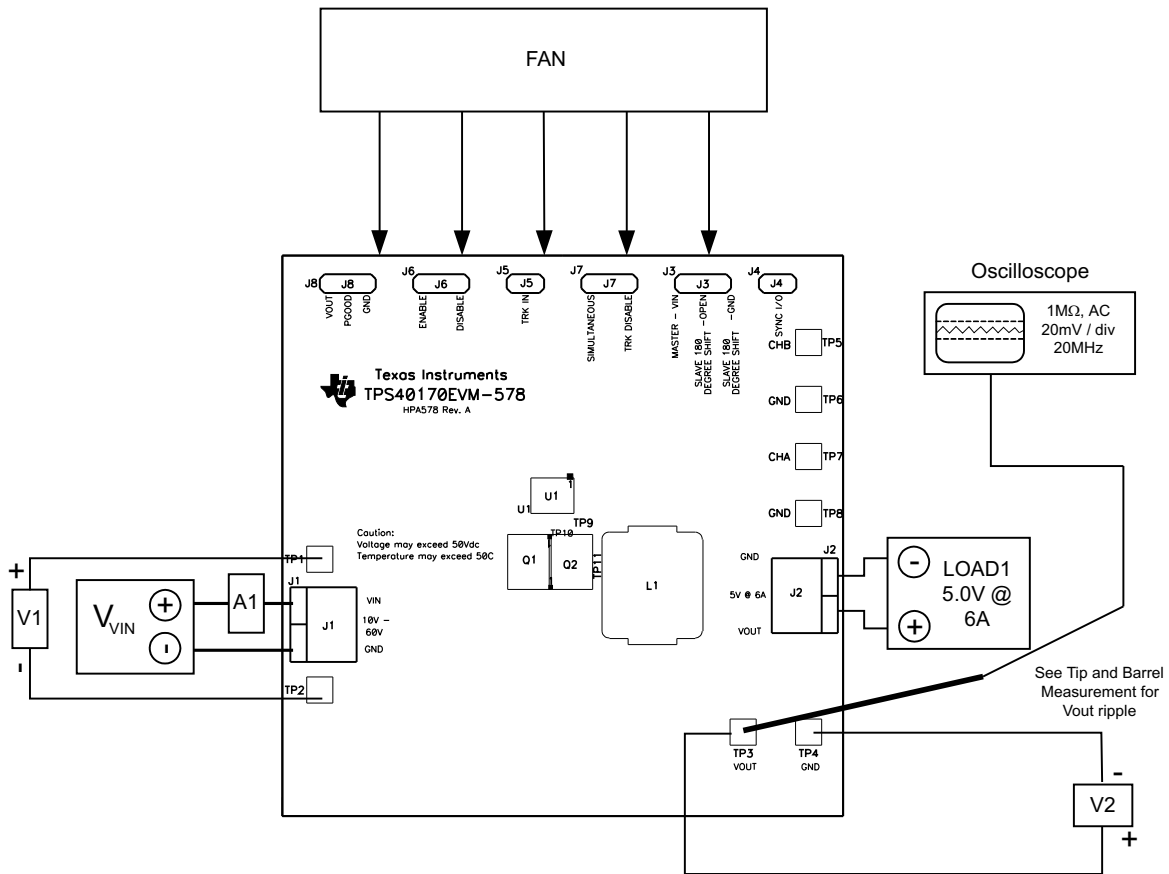 FAN
J8
J8
VOUT
PGOOD
GND
J6
J6
ENABLE
DISABLE
J5
J5
TRK IN
J7
J7
SIMULTANEOUS
TRK DISABLE
J3
J3
MASTER - VIN
SLAVE 180
DEGREE SHIFT -OPEN
SLAVE 180
DEGREE SHIFT -GND
J4
J4
SYNC I/O
Oscilloscope
1MΩ, AC
20mV / div
20MHz
Texas Instruments
TPS40170EVM-578
HPA578 Rev. A
CHB
TP5
GND
TP6
CHA
TP7
GND
TP8
1
U1
U1
TP9
TP10
Q1
Q2
TP11
L1
Caution:
Voltage may exceed 50Vdc
Temperature may exceed 50C
TP1
+
V1
-
VVIN
+
-
A1
J1
J1
VIN
10V -
60V
GND
TP2
GND
5V @ 6A
VOUT
J2
J2
-
+
LOAD1
5.0V @
6A
See Tip and Barrel
Measurement for
Vout ripple
TP3
VOUT
TP4
GND
-
V2
+